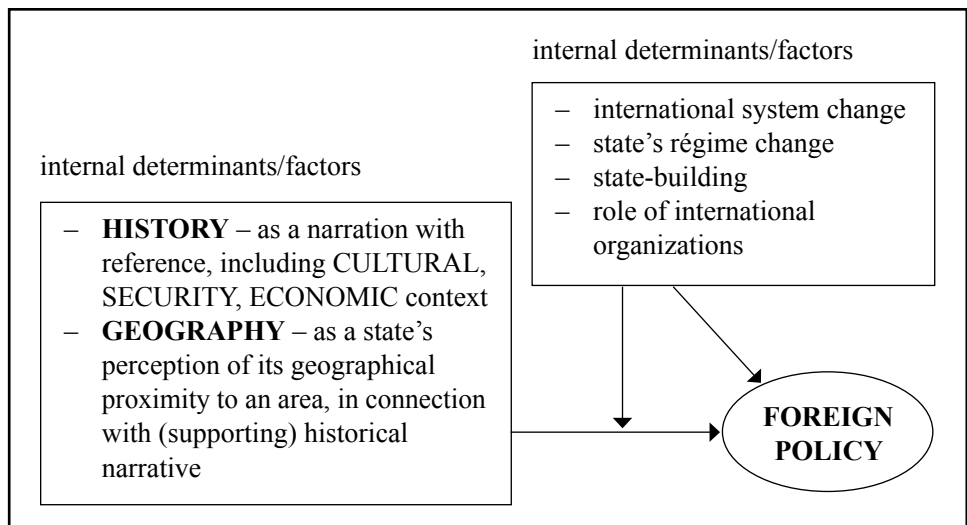 internal determinants/factors
– international system change
– state's régime change
– state-building
– role of international
organizations
internal determinants/factors
– HISTORY – as a narration with
reference, including CULTURAL,
SECURITY, ECONOMIC context
– GEOGRAPHY – as a state's
perception of its geographical
proximity to an area, in connection
with (supporting) historical
narrative
FOREIGN
POLICY